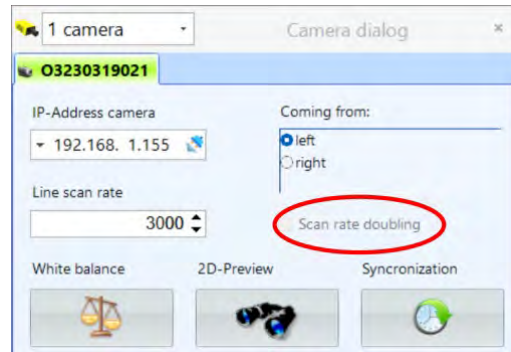 1 camera
Camera dialog
O3230319021
IP-Address camera
Coming from:
192.168. 1.155
left
right
Line scan rate
3000
Scan rate doubling
White balance
2D-Preview
Syncronization